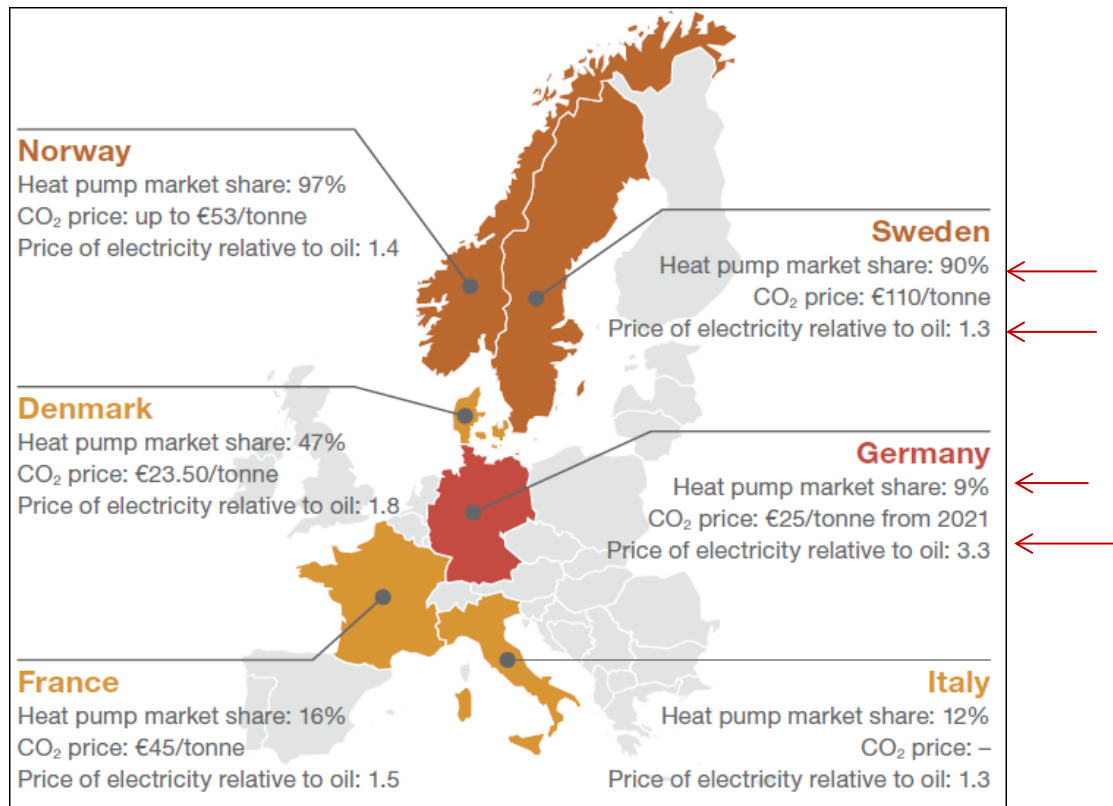 Norway
Heat pump market share: 97%
CO₂ price: up to €53/tonne
Price of electricity relative to oil: 1.4
Sweden
Heat pump market share: 90%
CO₂ price: €110/tonne
Price of electricity relative to oil: 1.3
Denmark
Heat pump market share: 47%
CO₂ price: €23.50/tonne
Price of electricity relative to oil: 1.8
Germany
Heat pump market share: 9%
CO₂ price: €25/tonne from 2021
Price of electricity relative to oil: 3.3
France
Heat pump market share: 16%
CO₂ price: €45/tonne
Price of electricity relative to oil: 1.5
Italy
Heat pump market share: 12%
CO₂ price: –
Price of electricity relative to oil: 1.3